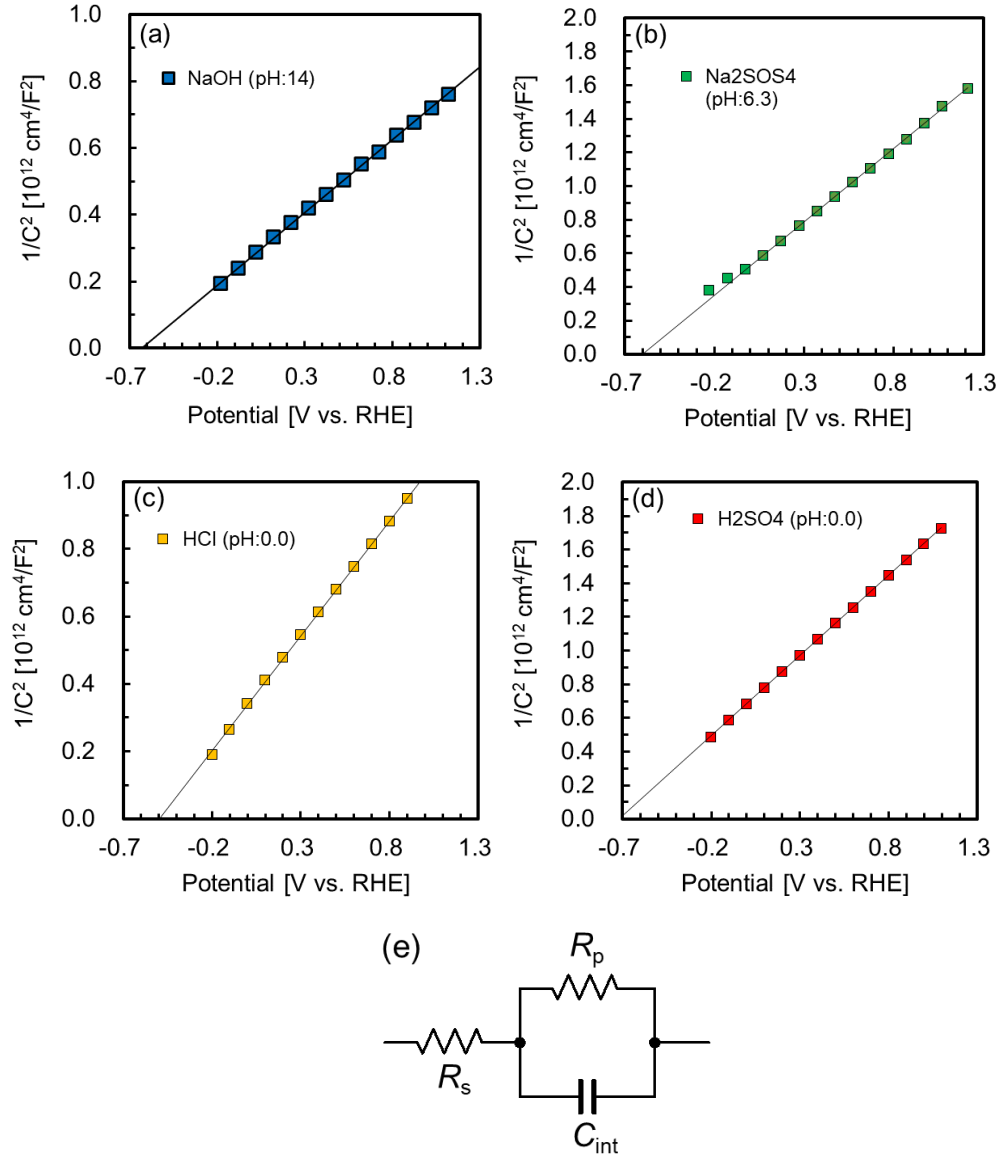 (a)
NaOH (pH:14)
1/C² [10¹² cm⁴/F²]
1.0
0.8
0.6
0.4
0.2
0.0
-0.7 -0.2 0.3 0.8 1.3
Potential [V vs. RHE]
(b)
Na2SOS4
(pH:6.3)
1/C² [10¹² cm⁴/F²]
2.0
1.8
1.6
1.4
1.2
1.0
0.8
0.6
0.4
0.2
0.0
-0.7 -0.2 0.3 0.8 1.3
Potential [V vs. RHE]
(c)
HCl (pH:0.0)
1/C² [10¹² cm⁴/F²]
1.0
0.8
0.6
0.4
0.2
0.0
-0.7 -0.2 0.3 0.8 1.3
Potential [V vs. RHE]
(d)
H2SO4 (pH:0.0)
1/C² [10¹² cm⁴/F²]
2.0
1.8
1.6
1.4
1.2
1.0
0.8
0.6
0.4
0.2
0.0
-0.7 -0.2 0.3 0.8 1.3
Potential [V vs. RHE]
(e)
Rp
Rs
Cint